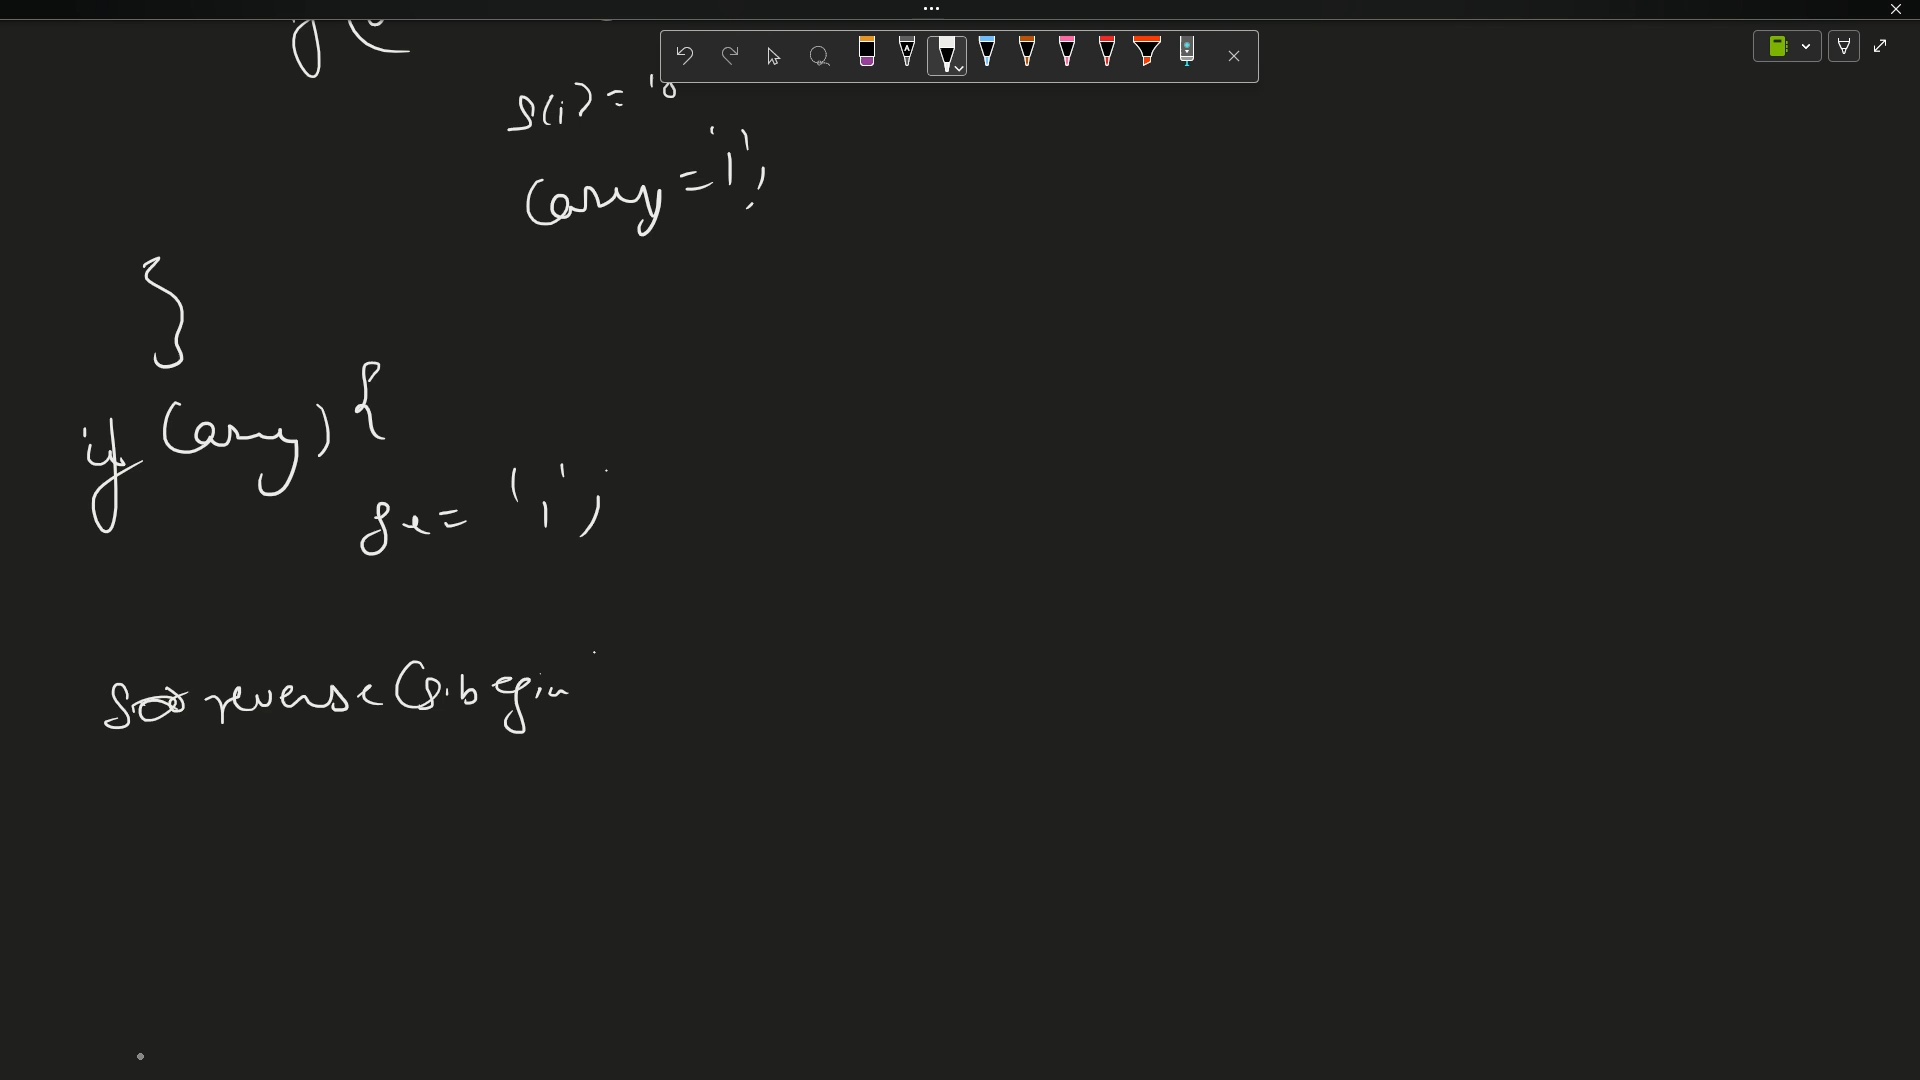 s(i) = '0
carry = '1';
}
if (carry) {
s += '1';
reverse(s.begin